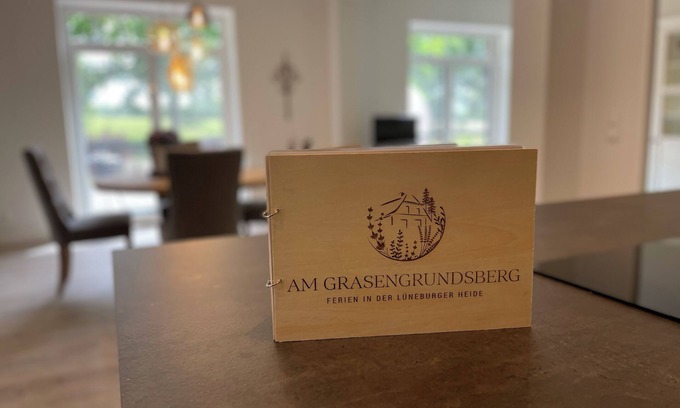 AM GRASENGRUNDSBERG
FERIEN IN DER LÜNEBURGER HEIDE